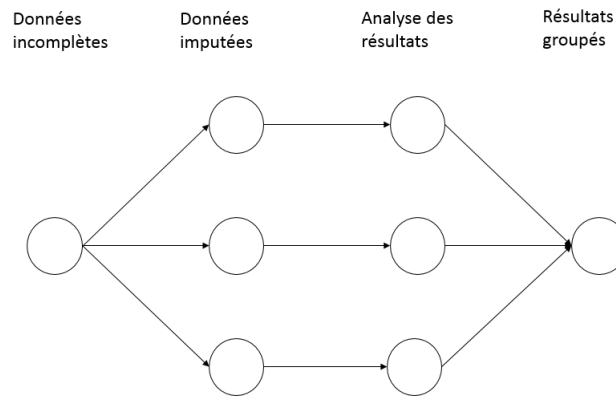 Données
incomplètes
Données
imputées
Analyse des
résultats
Résultats
groupés